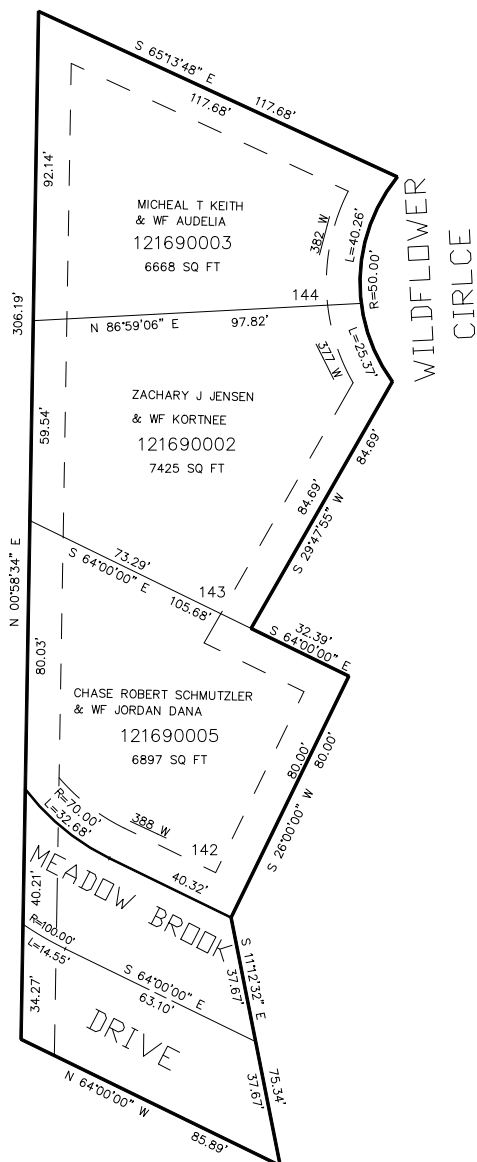 S 65°13'48" E
117.68'
117.68'
92.14'
MICHEAL T KEITH
& WF AUDELIA
121690003
6668 SQ FT
382 W
L=40.26'
R=50.00'
WILDFLOWER
CIRLCE
144
N 86°59'06" E
97.82'
306.19'
L=25.37'
377 W
ZACHARY J JENSEN
& WF KORTNEE
121690002
7425 SQ FT
59.54'
84.69'
84.69'
S 29°47'55" W
73.29'
S 64°00'00" E
105.68'
143
32.39'
S 64°00'00" E
N 00°58'34" E
80.03'
CHASE ROBERT SCHMUTZLER
& WF JORDAN DANA
121690005
6897 SQ FT
80.00'
80.00'
S 26°00'00" W
R=70.00'
L=32.68'
388 W
142
40.32'
MEADOW BROOK
DRIVE
40.21'
R=100.00'
L=14.55'
S 64°00'00" E
63.10'
S 11°12'32" E
37.67'
34.27'
75.34'
37.67'
N 64°00'00" W
85.89'